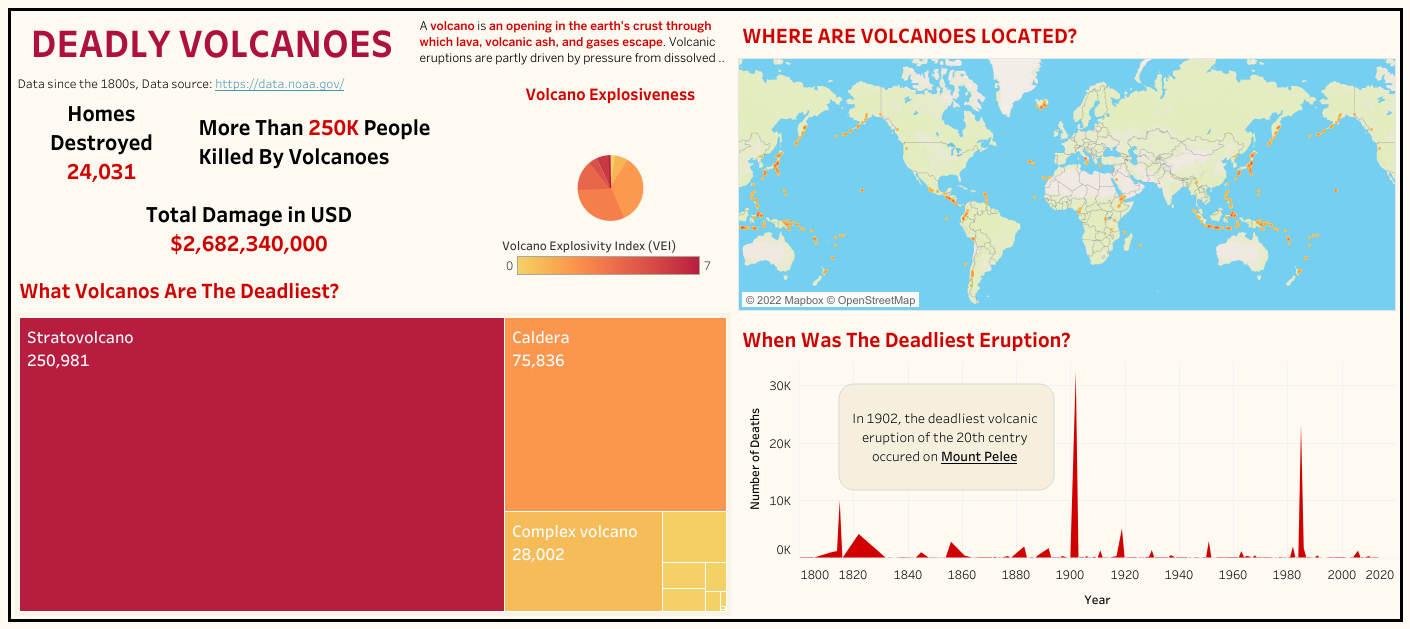 DEADLY VOLCANOES
A volcano is an opening in the earth's crust through
which lava, volcanic ash, and gases escape. Volcanic
eruptions are partly driven by pressure from dissolved ..
Data since the 1800s, Data source: https://data.noaa.gov/
Homes
Destroyed
24,031
More Than 250K People
Killed By Volcanoes
Total Damage in USD
$2,682,340,000
Volcano Explosiveness
Volcano Explosivity Index (VEI)
0 7
What Volcanos Are The Deadliest?
Stratovolcano
250,981
Caldera
75,836
Complex volcano
28,002
WHERE ARE VOLCANOES LOCATED?
© 2022 Mapbox © OpenStreetMap
When Was The Deadliest Eruption?
Number of Deaths
30K
20K
10K
0K
In 1902, the deadliest volcanic
eruption of the 20th centry
occured on Mount Pelee
1800 1820 1840 1860 1880 1900 1920 1940 1960 1980 2000 2020
Year